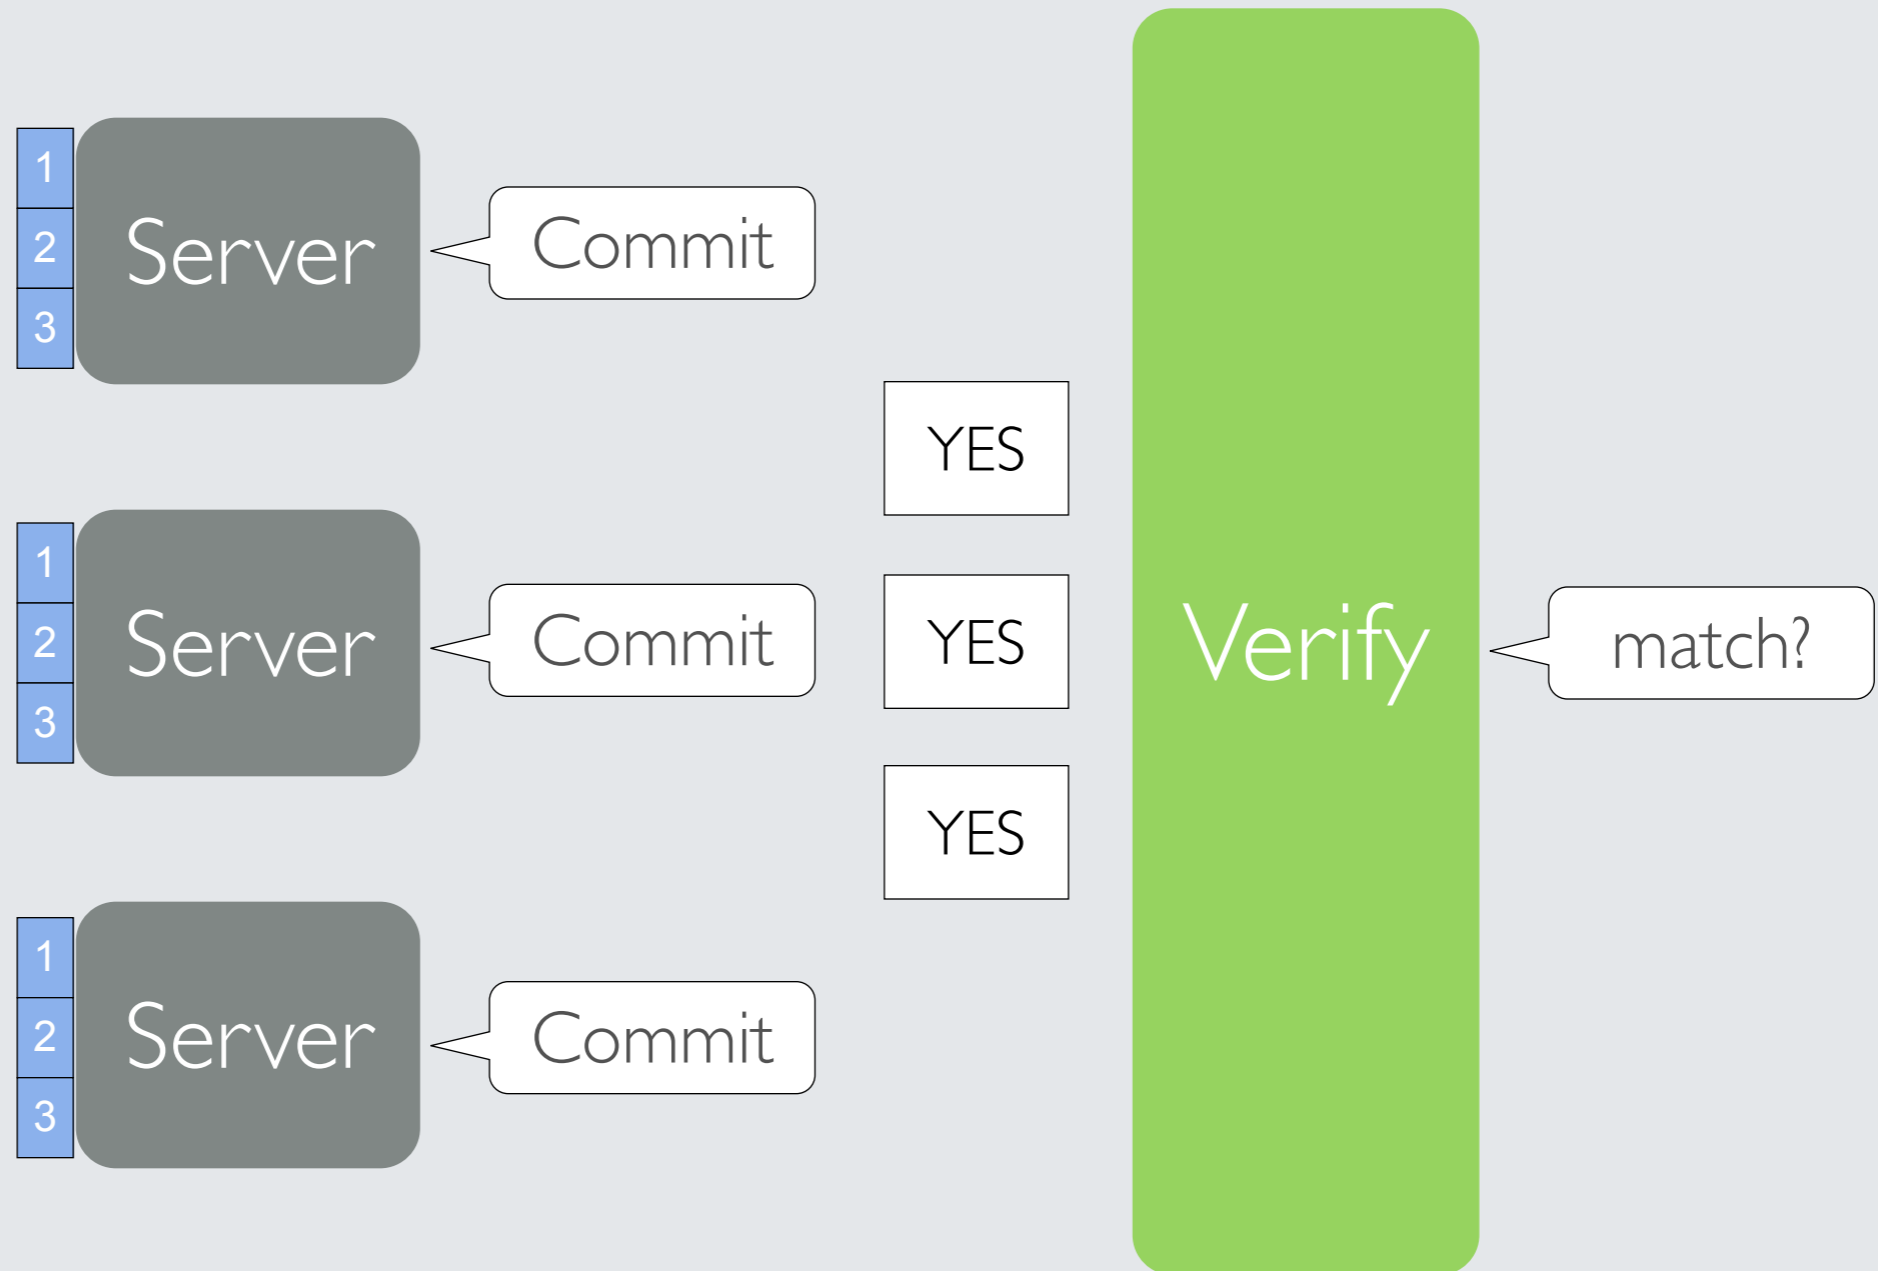 1
2
3
Server
Commit
1
2
3
Server
Commit
1
2
3
Server
Commit
YES
YES
YES
Verify
match?